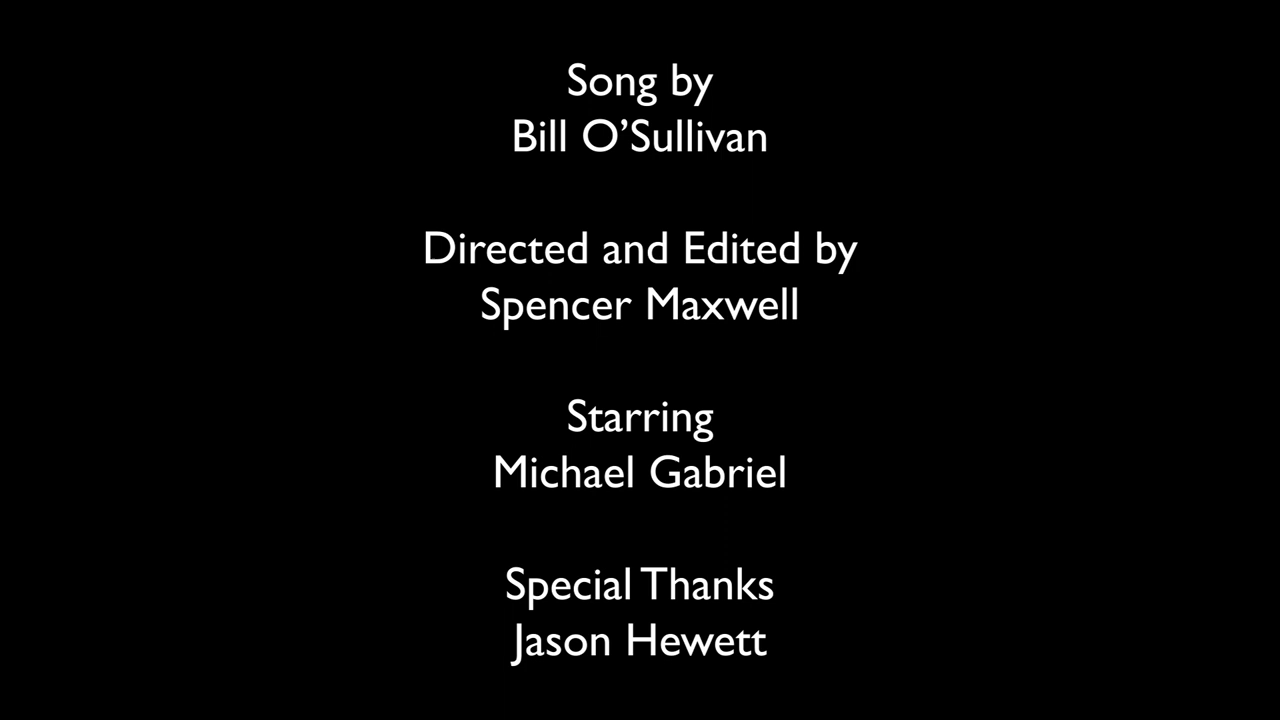 Song by
Bill O’Sullivan
Directed and Edited by
Spencer Maxwell
Starring
Michael Gabriel
Special Thanks
Jason Hewett